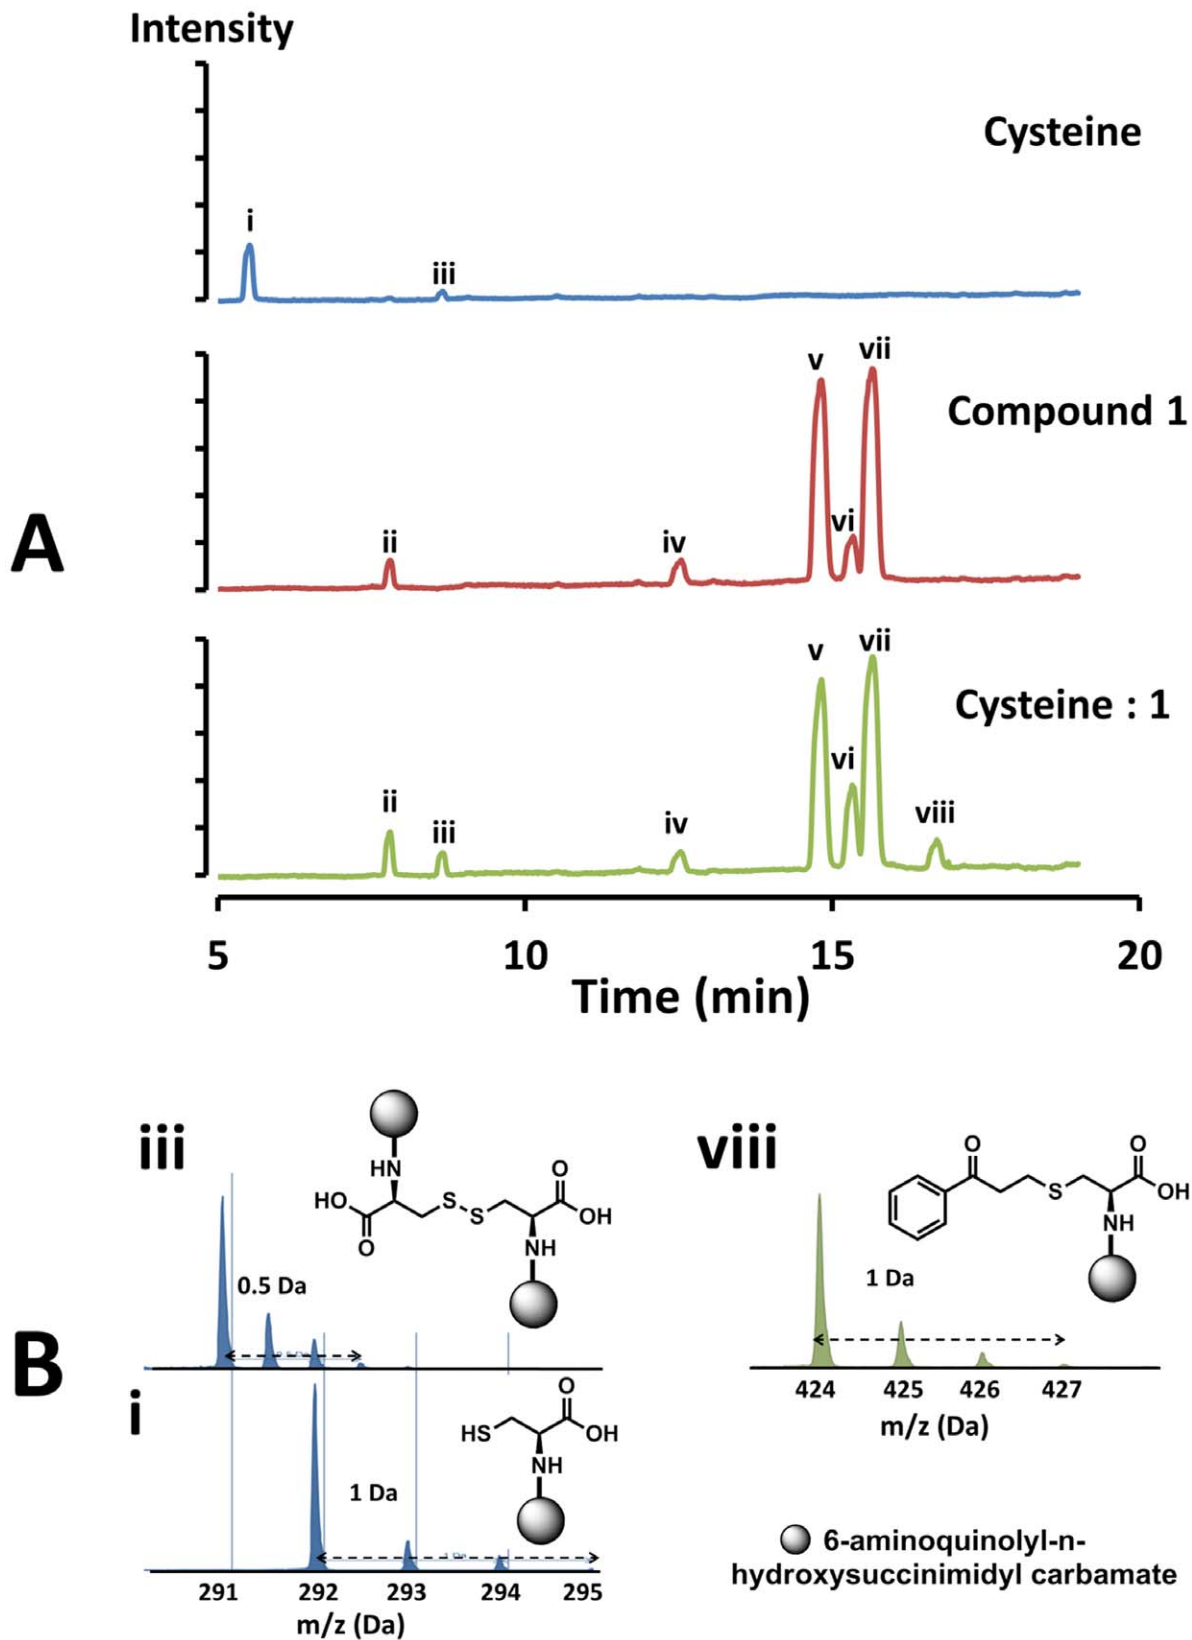 Intensity
Cysteine
i
iii
Compound 1
ii
iv
v
vi
vii
A
Cysteine : 1
ii
iii
iv
v
vi
vii
viii
5 10 15 20
Time (min)
B
iii
0.5 Da
HN
HO
O
S
S
O
OH
NH
i
1 Da
HS
O
OH
NH
291 292 293 294 295
m/z (Da)
viii
1 Da
O
S
O
OH
NH
424 425 426 427
m/z (Da)
6-aminoquinolyl-n-
hydroxysuccinimidyl carbamate